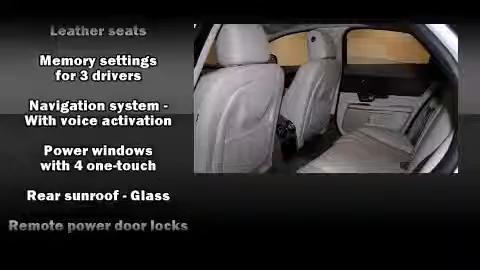 Leather seats
Memory settings
for 3 drivers
Navigation system -
With voice activation
Power windows
with 4 one-touch
Rear sunroof - Glass
Remote power door locks